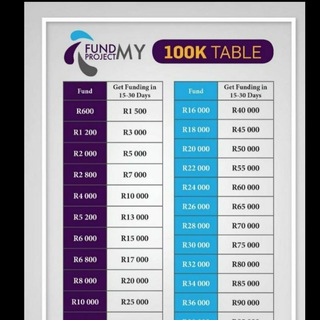 FUND MY
PROJECT
100K TABLE
Fund Get Funding in
15-30 Days
R600 R1 500
R1 200 R3 000
R2 000 R5 000
R2 800 R7 000
R4 000 R10 000
R5 200 R13 000
R6 000 R15 000
R6 800 R17 000
R8 000 R20 000
R10 000 R25 000
Fund Get Funding in
15-30 Days
R16 000 R40 000
R18 000 R45 000
R20 000 R50 000
R22 000 R55 000
R24 000 R60 000
R26 000 R65 000
R28 000 R70 000
R30 000 R75 000
R32 000 R80 000
R34 000 R85 000
R36 000 R90 000